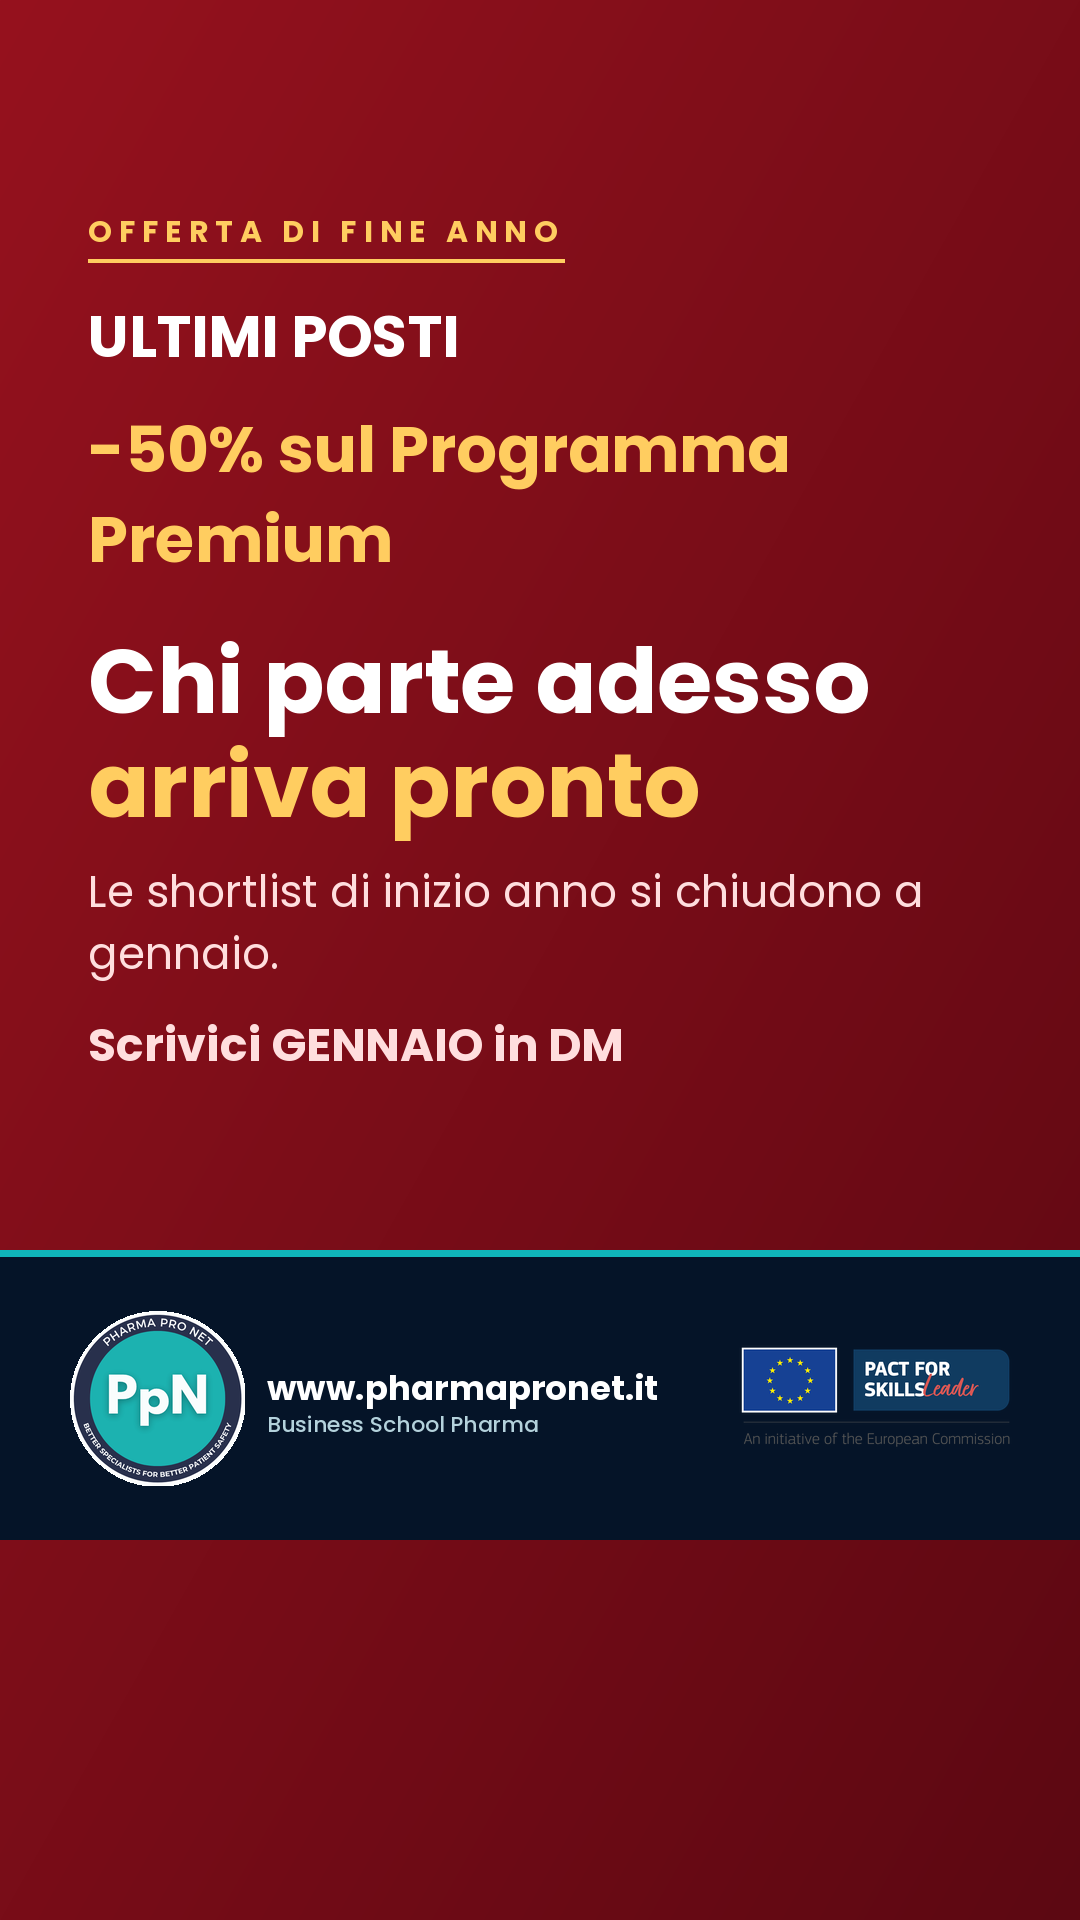 OFFERTA DI FINE ANNO
ULTIMI POSTI
-50% sul Programma
Premium
Chi parte adesso
arriva pronto
Le shortlist di inizio anno si chiudono a
gennaio.
Scrivici GENNAIO in DM
PHARMA PRO NET
PpN
BETTER SPECIALISTS FOR BETTER PATIENT SAFETY
www.pharmapronet.it
Business School Pharma
PACT FOR
SKILLS Leader
An initiative of the European Commission